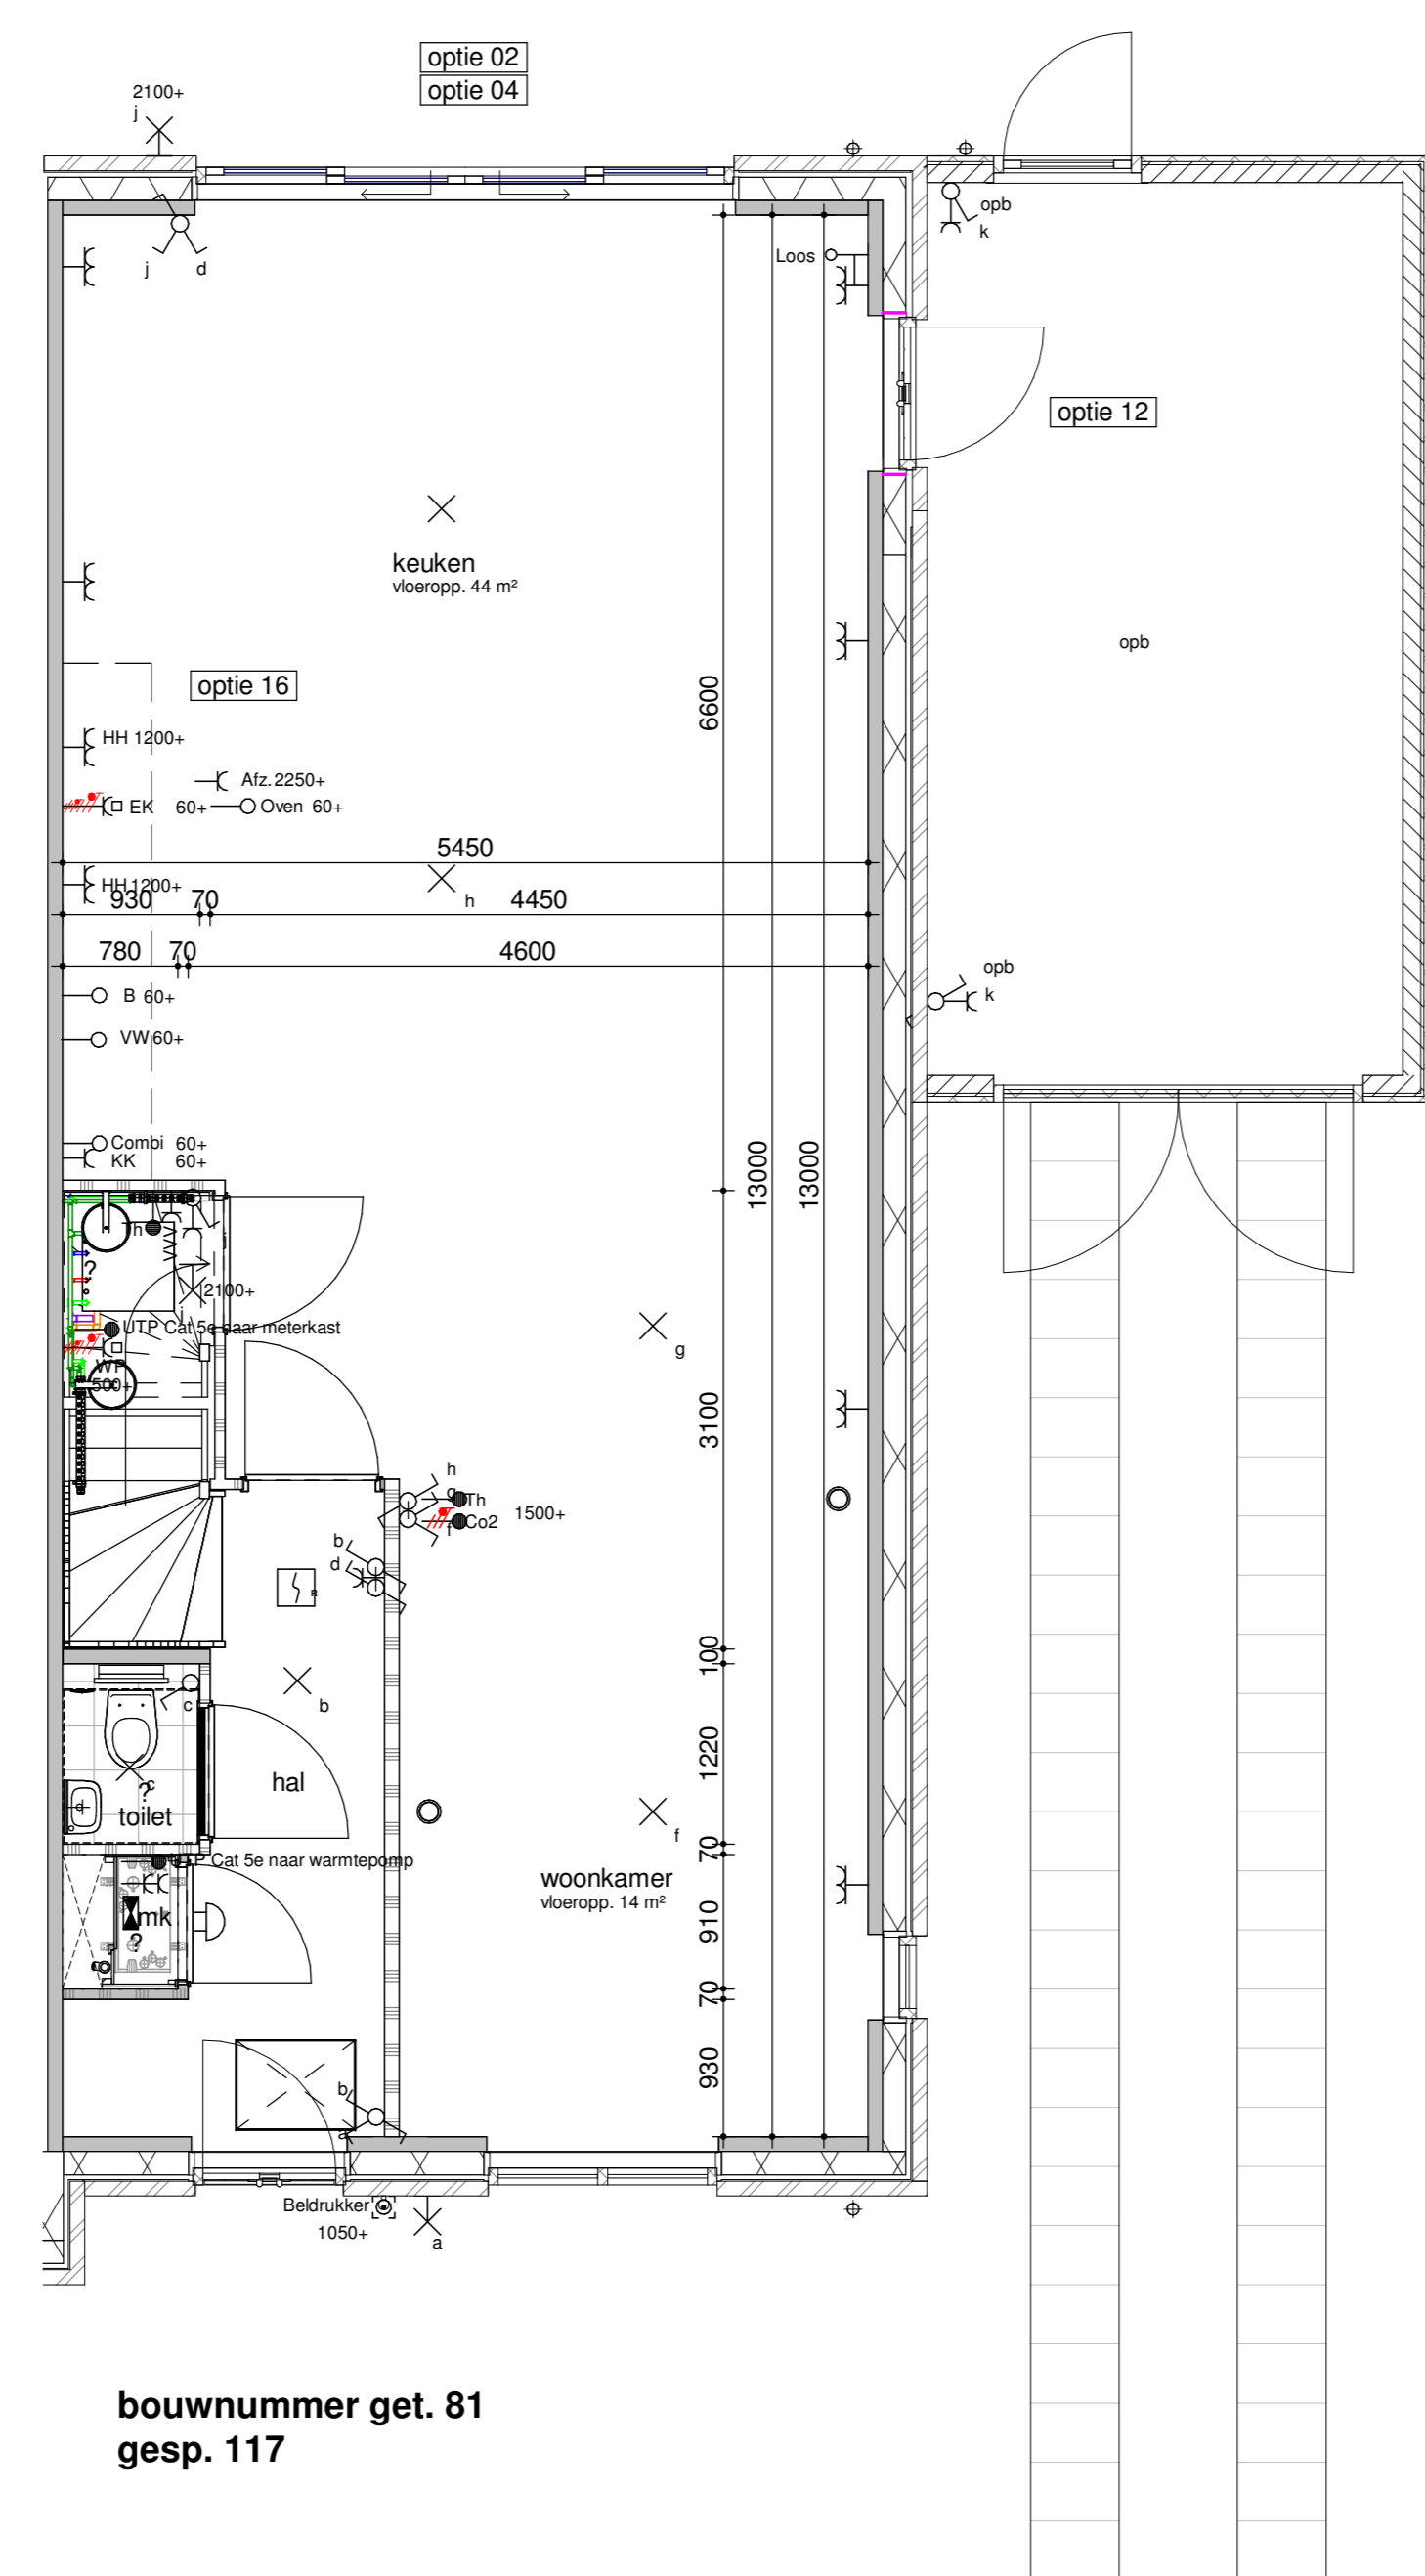 optie 02
optie 04
2100+
j
j
d
Loos
opb
k
optie 12
keuken
vloeropp. 44 m²
opb
optie 16
6600
HH 1200+
Afz. 2250+
EK 60+
Oven 60+
5450
HH 1200+
h
930 70 4450
780 70 4600
opb
k
B 60+
VW 60+
Combi 60+
KK 60+
13000
13000
?
2100+
j
UTP Cat 5e naar meterkast
WP
500+
g
3100
h
Th
Co2
1500+
f
b
d
100
b
c
1220
hal
c
?
toilet
f
70
Cat 5e naar warmtepomp
woonkamer
vloeropp. 14 m²
mk
?
910
70
930
b
a
Beldrukker
1050+
a
bouwnummer get. 81
gesp. 117